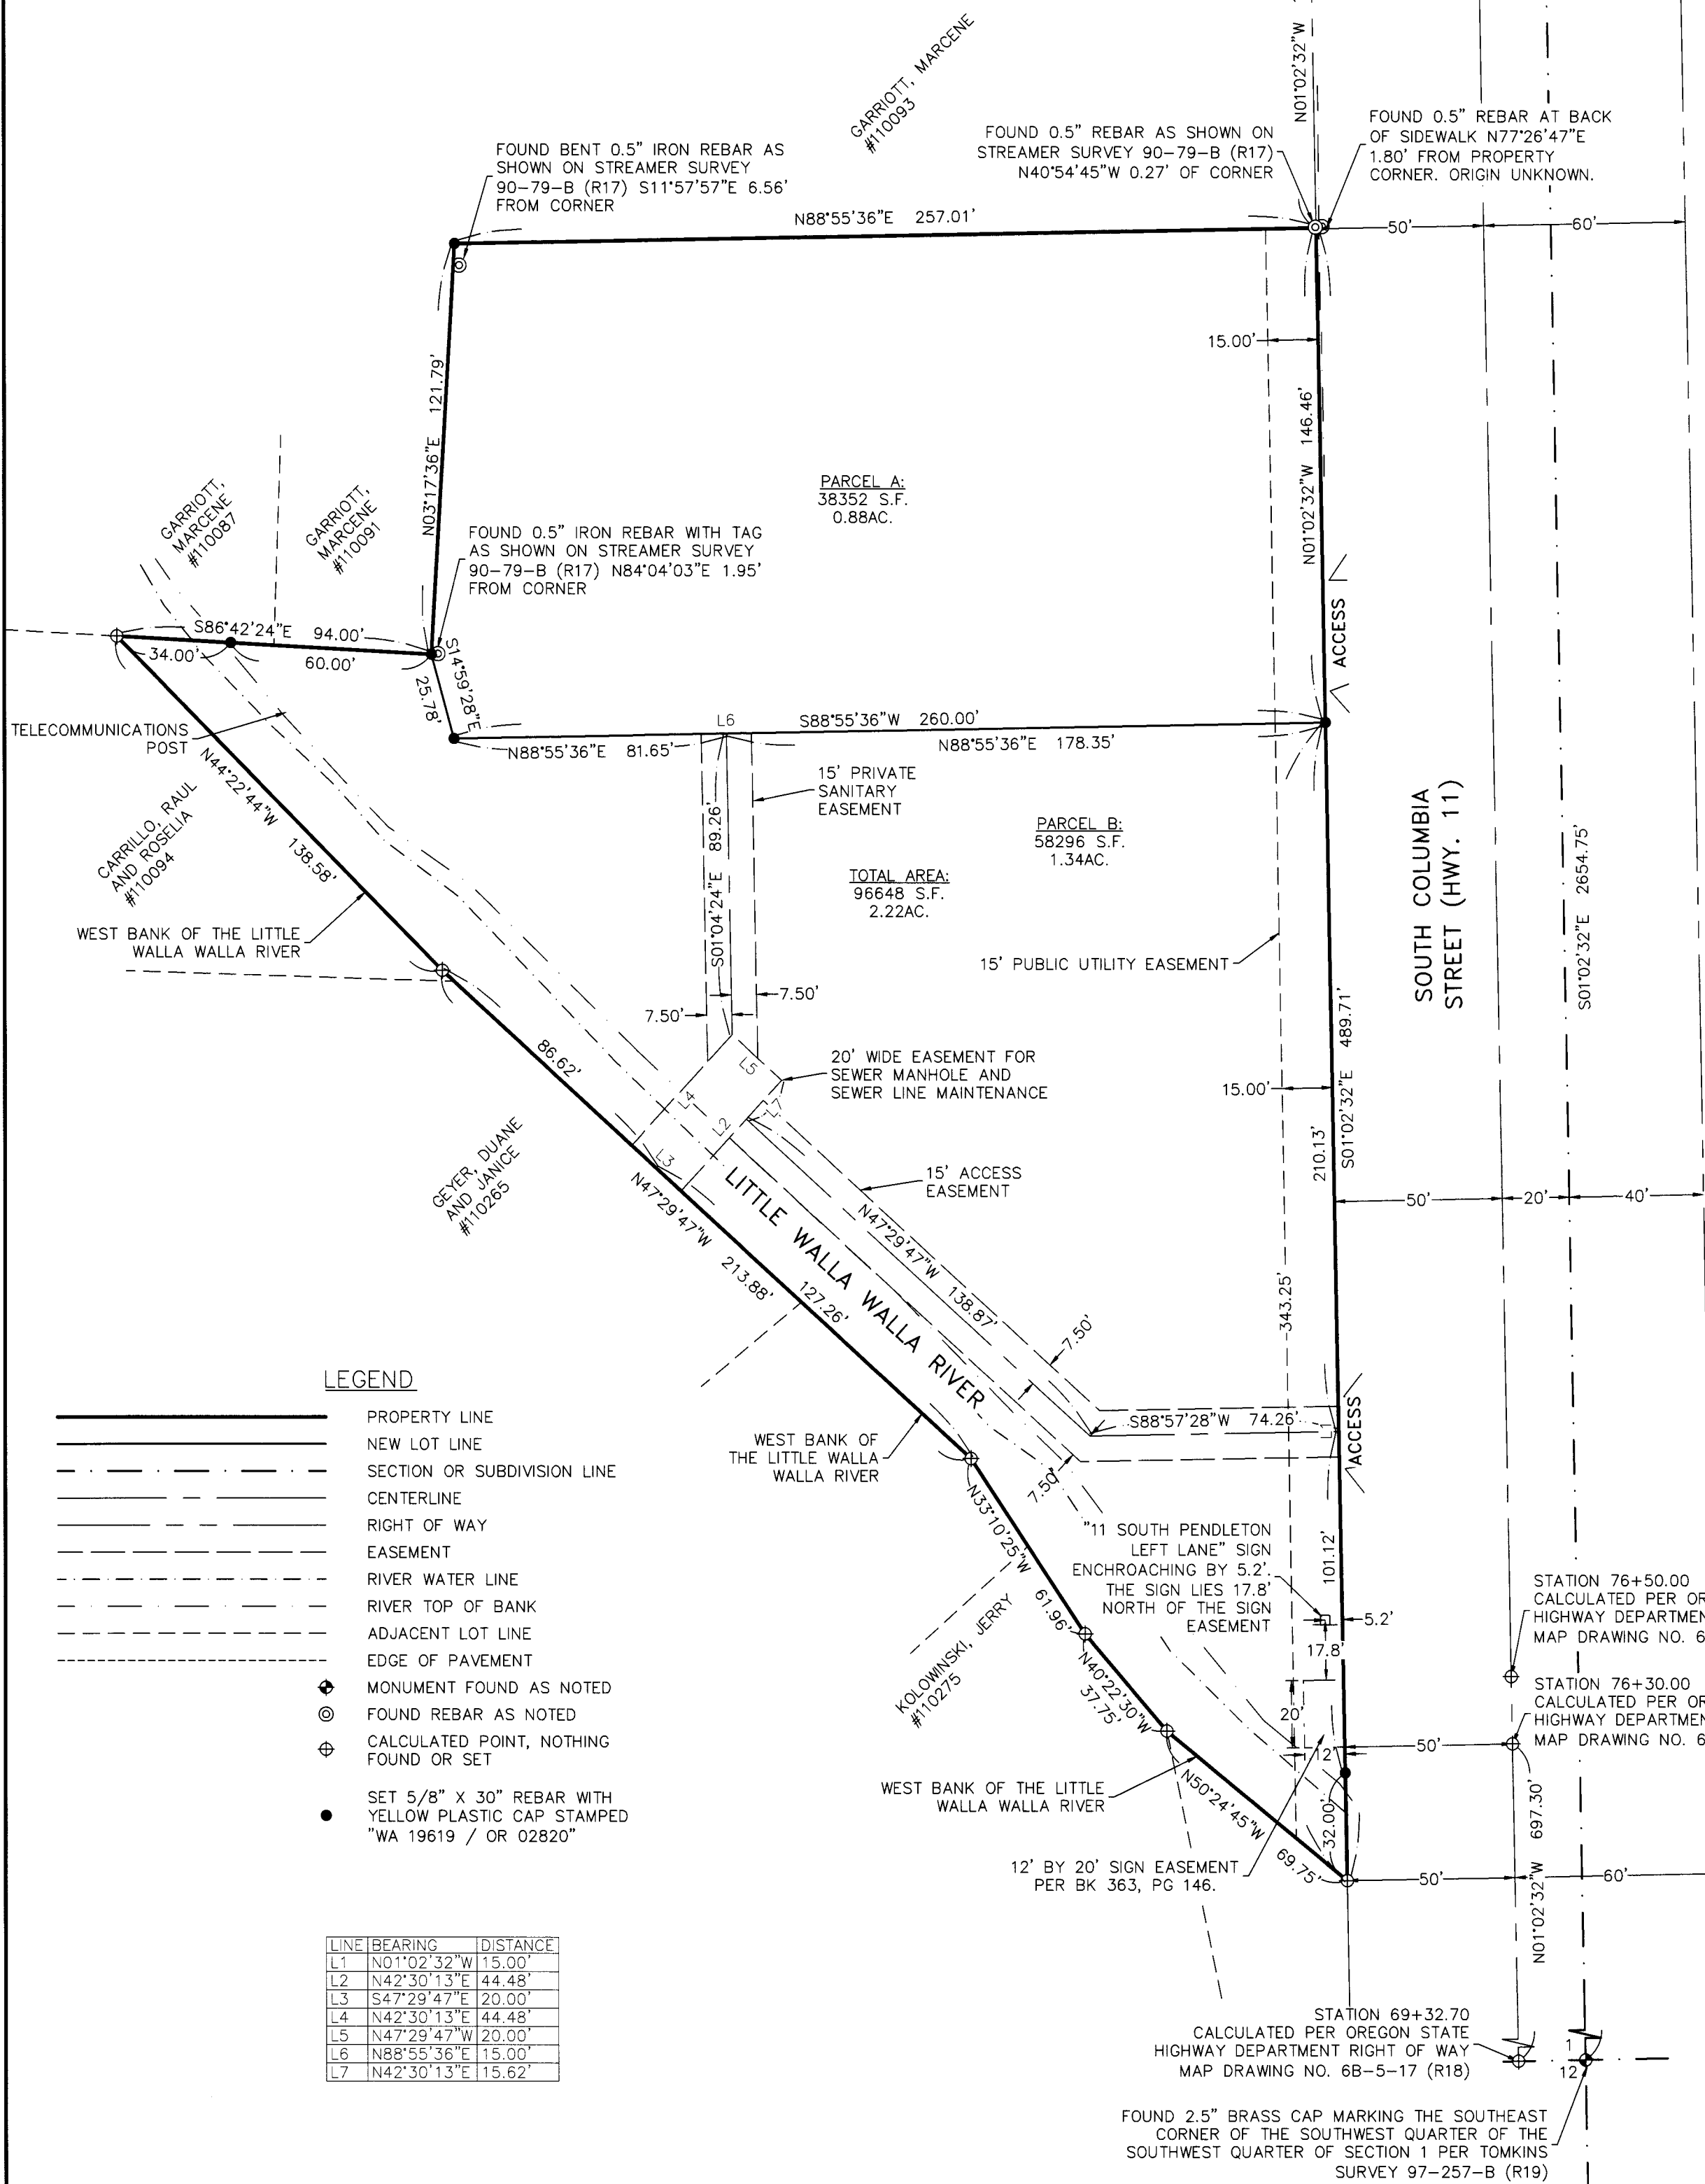 GARRIOTT, MARCENE
#110093
N01°02'32"W
FOUND BENT 0.5" IRON REBAR AS
SHOWN ON STREAMER SURVEY
90-79-B (R17) S11°57'57"E 6.56'
FROM CORNER
FOUND 0.5" REBAR AS SHOWN ON
STREAMER SURVEY 90-79-B (R17)
N40°54'45"W 0.27' OF CORNER
FOUND 0.5" REBAR AT BACK
OF SIDEWALK N77°26'47"E
1.80' FROM PROPERTY
CORNER. ORIGIN UNKNOWN.
N88°55'36"E 257.01'
50'
60'
15.00'
N03°17'36"E 121.79'
N01°02'32"W 146.46'
PARCEL A:
38352 S.F.
0.88AC.
GARRIOTT,
MARCENE
#110087
GARRIOTT,
MARCENE
#110091
FOUND 0.5" IRON REBAR WITH TAG
AS SHOWN ON STREAMER SURVEY
90-79-B (R17) N84°04'03"E 1.95'
FROM CORNER
ACCESS
S86°42'24"E 94.00'
34.00'
60.00'
S14°59'28"E
25.78'
TELECOMMUNICATIONS
POST
L6
S88°55'36"W 260.00'
N88°55'36"E 81.65'
N88°55'36"E 178.35'
N44°22'44"W 138.58'
CARRILLO, RAUL
AND ROSELIA
#110094
15' PRIVATE
SANITARY
EASEMENT
S01°04'24"E 89.26'
PARCEL B:
58296 S.F.
1.34AC.
TOTAL AREA:
96648 S.F.
2.22AC.
SOUTH COLUMBIA
STREET (HWY. 11)
S01°02'32"E 2654.75'
WEST BANK OF THE LITTLE
WALLA WALLA RIVER
15' PUBLIC UTILITY EASEMENT
7.50'
7.50'
86.62'
L5
20' WIDE EASEMENT FOR
SEWER MANHOLE AND
SEWER LINE MAINTENANCE
15.00'
S01°02'32"E 489.71'
210.13'
L4
L7
L2
L3
GEYER, DUANE
AND JANICE
#110265
15' ACCESS
EASEMENT
50'
20'
40'
LITTLE WALLA WALLA RIVER
N47°29'47"W 213.88'
127.26'
N47°29'47"W 138.87'
343.25'
7.50'
S88°57'28"W 74.26'
L1
ACCESS
7.50'
WEST BANK OF
THE LITTLE WALLA
WALLA RIVER
N33°10'25"W 61.96'
"11 SOUTH PENDLETON
LEFT LANE" SIGN
ENCHROACHING BY 5.2'.
THE SIGN LIES 17.8'
NORTH OF THE SIGN
EASEMENT
101.12'
5.2'
17.8'
STATION 76+50.00
CALCULATED PER OR
HIGHWAY DEPARTMEN
MAP DRAWING NO. 6
STATION 76+30.00
CALCULATED PER OR
HIGHWAY DEPARTMEN
MAP DRAWING NO. 6
KOLOWINSKI, JERRY
#110275
N40°22'30"W
37.75'
20'
12'
50'
WEST BANK OF THE LITTLE
WALLA WALLA RIVER
N50°24'45"W 69.75'
32.00'
12' BY 20' SIGN EASEMENT
PER BK 363, PG 146.
50'
60'
N01°02'32"W 697.30'
STATION 69+32.70
CALCULATED PER OREGON STATE
HIGHWAY DEPARTMENT RIGHT OF WAY
MAP DRAWING NO. 6B-5-17 (R18)
1
12
FOUND 2.5" BRASS CAP MARKING THE SOUTHEAST
CORNER OF THE SOUTHWEST QUARTER OF THE
SOUTHWEST QUARTER OF SECTION 1 PER TOMKINS
SURVEY 97-257-B (R19)
LEGEND
PROPERTY LINE
NEW LOT LINE
SECTION OR SUBDIVISION LINE
CENTERLINE
RIGHT OF WAY
EASEMENT
RIVER WATER LINE
RIVER TOP OF BANK
ADJACENT LOT LINE
EDGE OF PAVEMENT
MONUMENT FOUND AS NOTED
FOUND REBAR AS NOTED
CALCULATED POINT, NOTHING
FOUND OR SET
SET 5/8" X 30" REBAR WITH
YELLOW PLASTIC CAP STAMPED
"WA 19619 / OR 02820"
LINE BEARING DISTANCE
L1 N01°02'32"W 15.00'
L2 N42°30'13"E 44.48'
L3 S47°29'47"E 20.00'
L4 N42°30'13"E 44.48'
L5 N47°29'47"W 20.00'
L6 N88°55'36"E 15.00'
L7 N42°30'13"E 15.62'